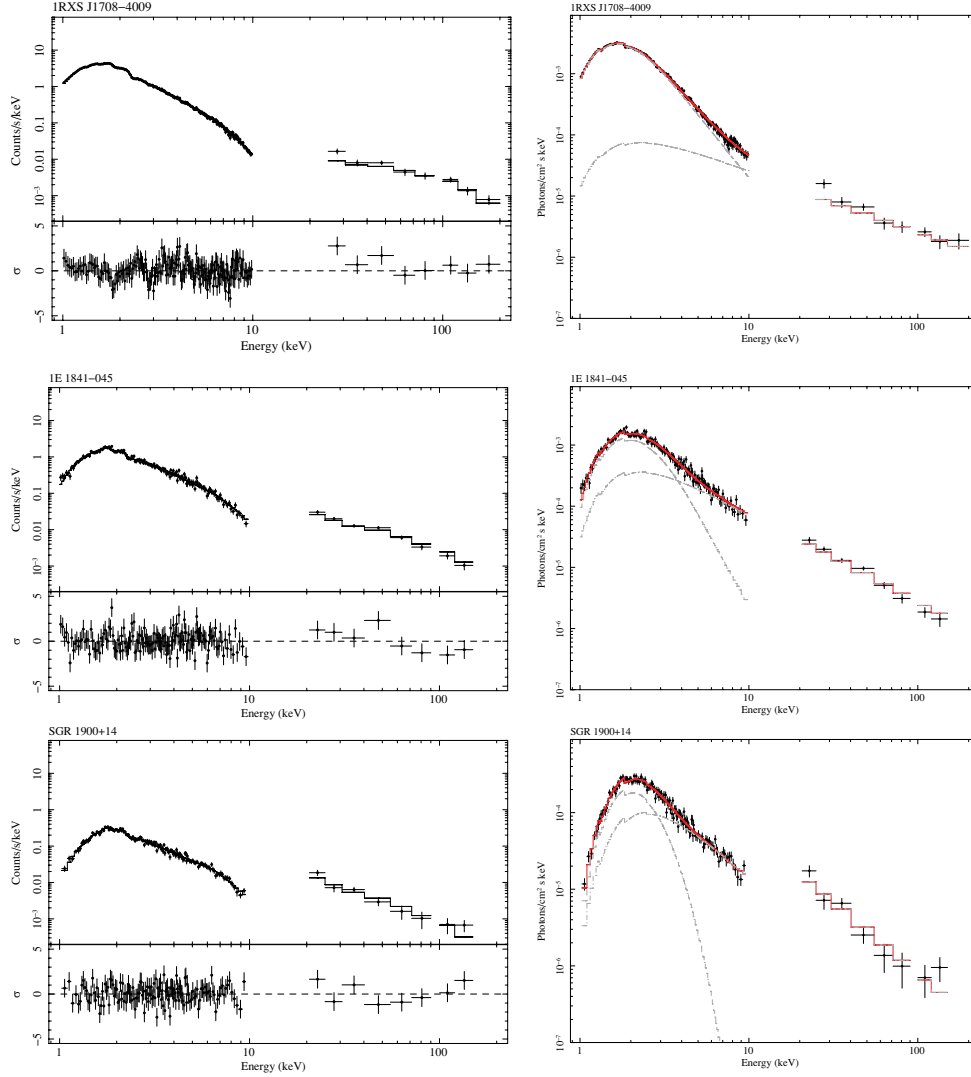 1RXS J1708−4009
Counts/s/keV
10
1
0.1
0.01
10⁻³
σ
5
0
−5
1
10
100
Energy (keV)
1RXS J1708−4009
Photons/cm² s keV
10⁻³
10⁻⁴
10⁻⁵
10⁻⁶
10⁻⁷
1
10
100
Energy (keV)
1E 1841−045
Counts/s/keV
10
1
0.1
0.01
10⁻³
σ
5
0
−5
1
10
100
Energy (keV)
1E 1841−045
Photons/cm² s keV
10⁻³
10⁻⁴
10⁻⁵
10⁻⁶
10⁻⁷
1
10
100
Energy (keV)
SGR 1900+14
Counts/s/keV
10
1
0.1
0.01
10⁻³
σ
5
0
−5
1
10
100
Energy (keV)
SGR 1900+14
Photons/cm² s keV
10⁻⁴
10⁻⁵
10⁻⁶
10⁻⁷
1
10
100
Energy (keV)